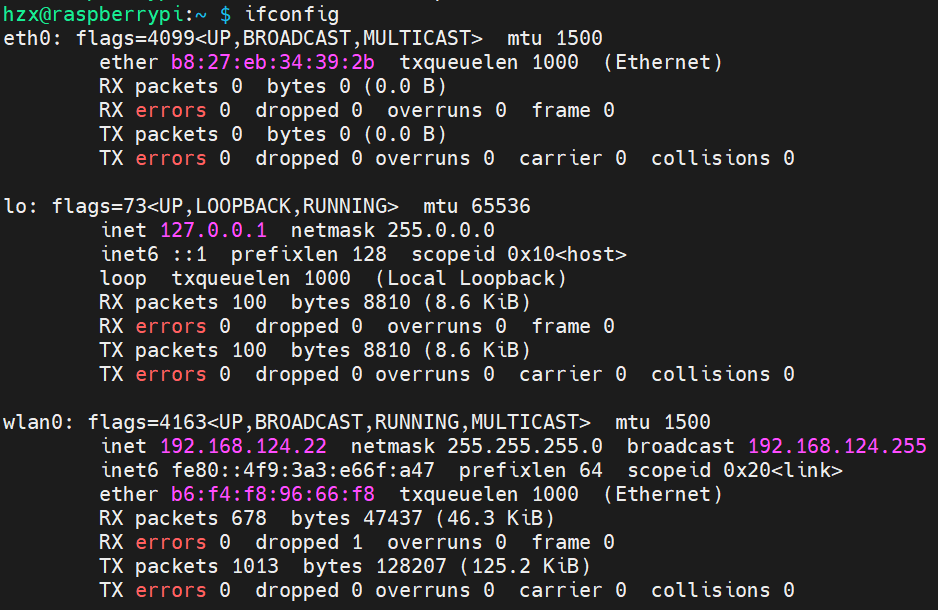 hzx@raspberrypi:~ $ ifconfig
eth0: flags=4099<UP,BROADCAST,MULTICAST>  mtu 1500
        ether b8:27:eb:34:39:2b  txqueuelen 1000  (Ethernet)
        RX packets 0  bytes 0 (0.0 B)
        RX errors 0  dropped 0  overruns 0  frame 0
        TX packets 0  bytes 0 (0.0 B)
        TX errors 0  dropped 0 overruns 0  carrier 0  collisions 0

lo: flags=73<UP,LOOPBACK,RUNNING>  mtu 65536
        inet 127.0.0.1  netmask 255.0.0.0
        inet6 ::1  prefixlen 128  scopeid 0x10<host>
        loop  txqueuelen 1000  (Local Loopback)
        RX packets 100  bytes 8810 (8.6 KiB)
        RX errors 0  dropped 0  overruns 0  frame 0
        TX packets 100  bytes 8810 (8.6 KiB)
        TX errors 0  dropped 0 overruns 0  carrier 0  collisions 0

wlan0: flags=4163<UP,BROADCAST,RUNNING,MULTICAST>  mtu 1500
        inet 192.168.124.22  netmask 255.255.255.0  broadcast 192.168.124.255
        inet6 fe80::4f9:3a3:e66f:a47  prefixlen 64  scopeid 0x20<link>
        ether b6:f4:f8:96:66:f8  txqueuelen 1000  (Ethernet)
        RX packets 678  bytes 47437 (46.3 KiB)
        RX errors 0  dropped 1  overruns 0  frame 0
        TX packets 1013  bytes 128207 (125.2 KiB)
        TX errors 0  dropped 0 overruns 0  carrier 0  collisions 0